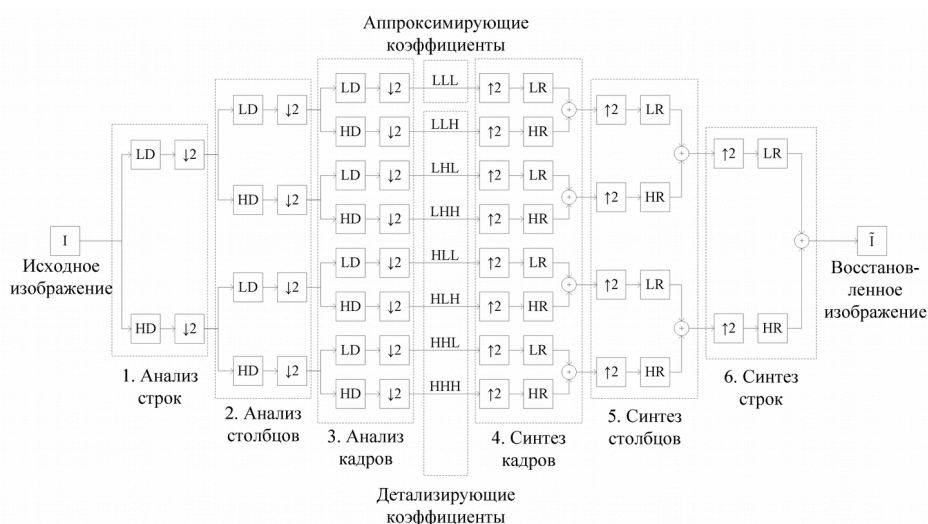 Аппроксимирующие
коэффициенты
LD ↓2 LLL ↑2 LR
LD ↓2 ↑2 LR
HD ↓2 LLH ↑2 HR
LD ↓2 ↑2 LR
LD ↓2 LHL ↑2 LR
HD ↓2 ↑2 HR
HD ↓2 LHH ↑2 HR
I Ĩ
Исходное
изображение
Восстанов-
ленное
изображение
LD ↓2 HLL ↑2 LR
LD ↓2 ↑2 LR
HD ↓2 HLH ↑2 HR
HD ↓2 ↑2 HR
LD ↓2 HHL ↑2 LR
HD ↓2 ↑2 HR
HD ↓2 HHH ↑2 HR
1. Анализ
строк
2. Анализ
столбцов
3. Анализ
кадров
4. Синтез
кадров
5. Синтез
столбцов
6. Синтез
строк
Детализирующие
коэффициенты